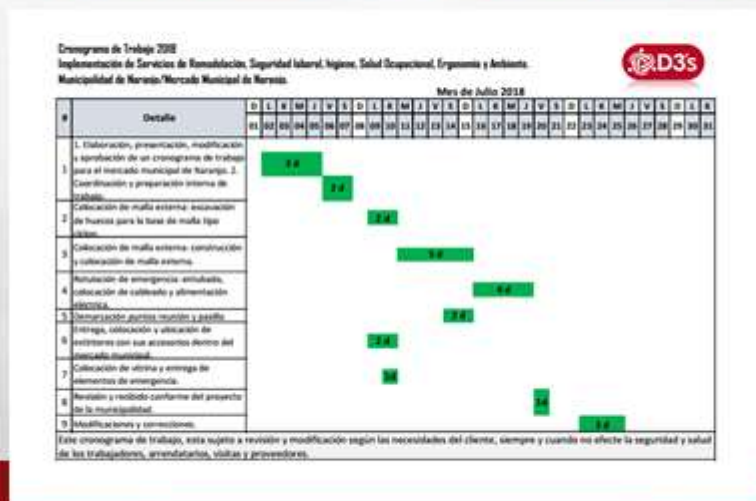 Cronograma de Trabajo 2018
Implementación de Servicios de Remodelación, Seguridad laboral, higiene, Salud Ocupacional, Ergonomía y Ambiente.
Municipalidad de Naranjo/Mercado Municipal de Naranjo.
D3's
Mes de Julio 2018
# Detalle D L K M J V S D L K M J V S D L K M J V S D L K M J V S D L K
01 02 03 04 05 06 07 08 09 10 11 12 13 14 15 16 17 18 19 20 21 22 23 24 25 26 27 28 29 30 31
1. Elaboración, presentación, modificación
y aprobación de un cronograma de trabajo
1 para el mercado municipal de Naranjo. 2.
Coordinación y preparación interna de
trabajo.
3 d
2 d
Colocación de malla externa: excavación
2 de huecos para la base de malla tipo
ciclon.
2 d
3 Colocación de malla externa: construcción
y colocación de malla externa.
5 d
Rotulación de emergencia: entubado,
4 colocación de cableado y alimentación
eléctrica.
4 d
5 Demarcación puntos reunión y pasillo
2 d
Entrega, colocación y ubicación de
6 extintores con sus accesorios dentro del
mercado municipal.
2 d
7 Colocación de vitrina y entrega de
elementos de emergencia.
1d
8 Revisión y recibido conforme del proyecto
de la municipalidad.
1d
9 Modificaciones y correcciones.
3 d
Este cronograma de trabajo, esta sujeto a revisión y modificación según las necesidades del cliente, siempre y cuando no efecte la seguridad y salud
de los trabajadores, arrendatarios, visitas y proveedores.